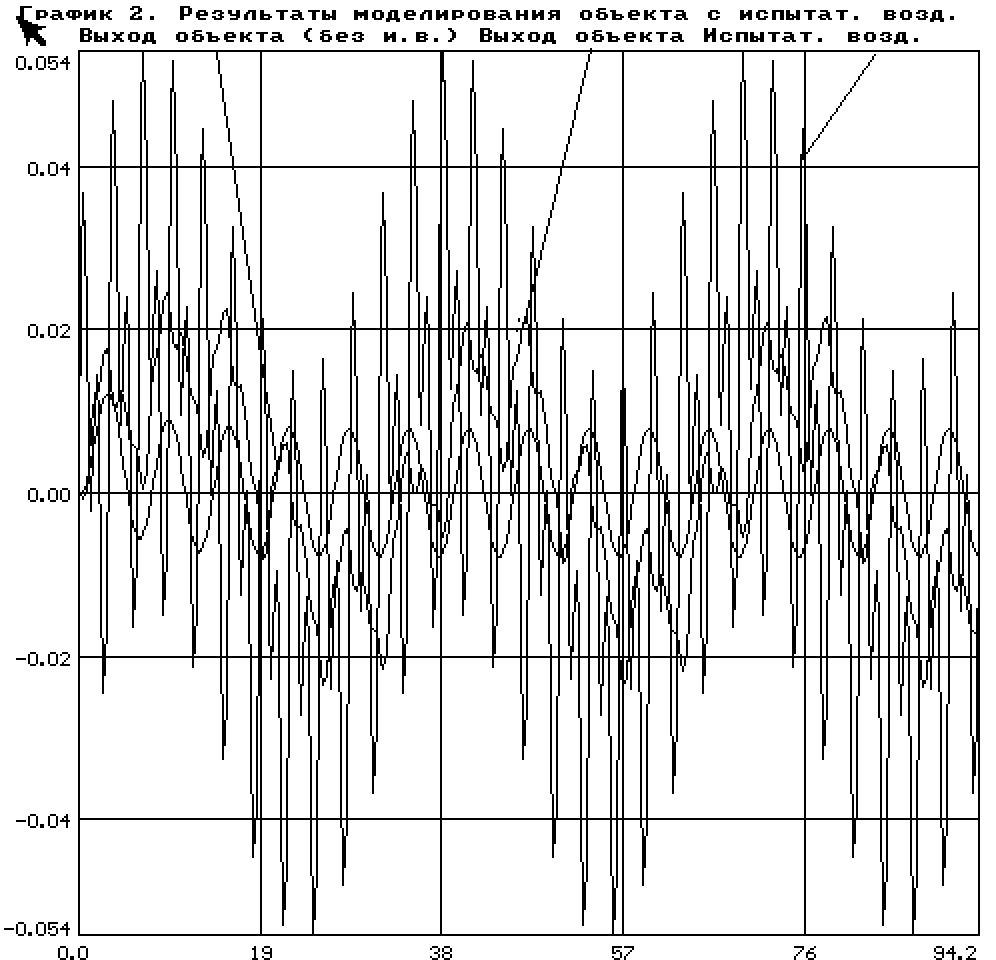 График 2. Результаты моделирования объекта с испытат. возд.
Выход объекта (без и.в.) Выход объекта Испытат. возд.
0.054
0.04
0.02
0.00
-0.02
-0.04
-0.054
0.0 19 38 57 76 94.2